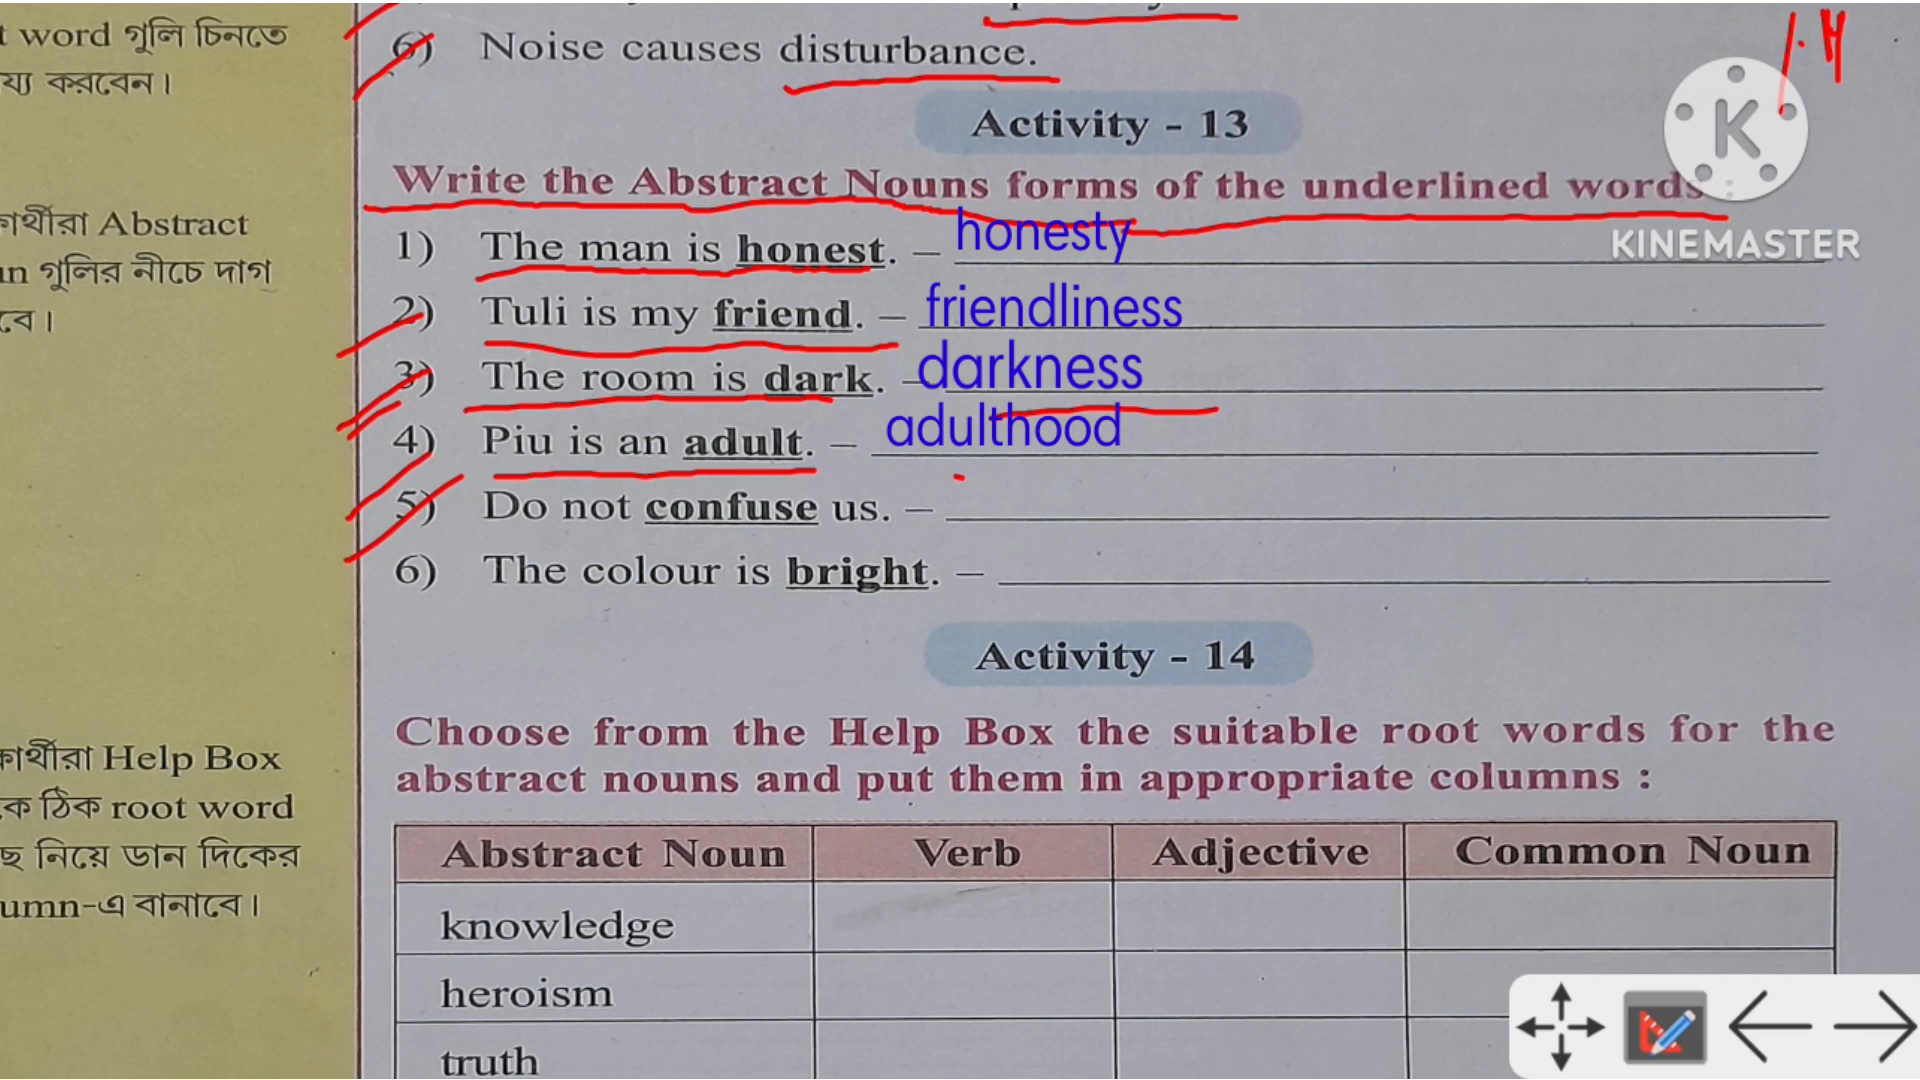 word গুলি চিনতে
করবেন।
6) Noise causes disturbance.
Activity - 13
Write the Abstract Nouns forms of the underlined words :
Abstract
গুলির নীচে দাগ
1) The man is honest. – honesty
2) Tuli is my friend. – friendliness
3) The room is dark. – darkness
4) Piu is an adult. – adulthood
5) Do not confuse us. –
6) The colour is bright. –
KINEMASTER
Activity - 14
Choose from the Help Box the suitable root words for the
abstract nouns and put them in appropriate columns :
Help Box
ঠিক root word
নিয়ে ডান দিকের
umn-এ বানাবে।
Abstract Noun Verb Adjective Common Noun
knowledge
heroism
truth